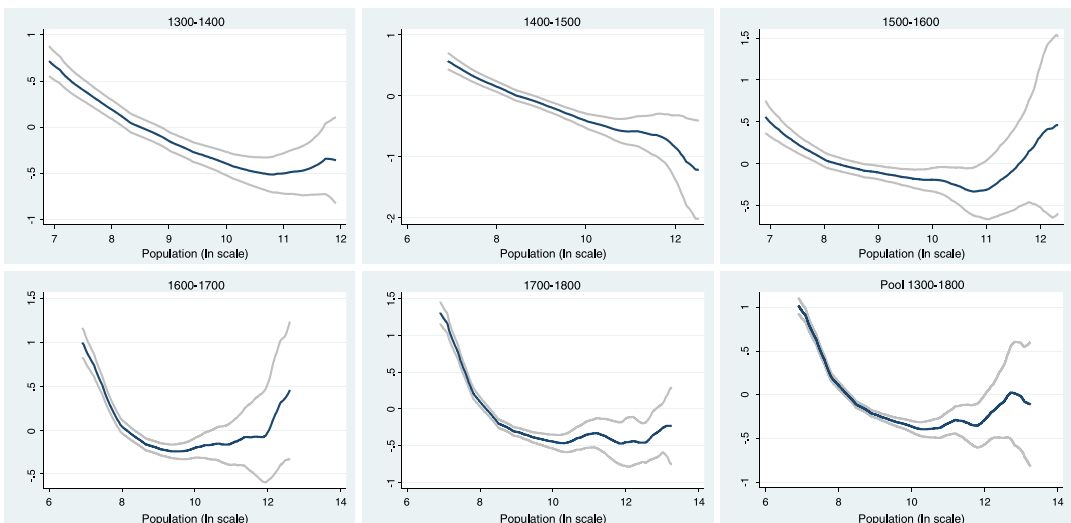 1300-1400
1
.5
0
-.5
-1
7 8 9 10 11 12
Population (ln scale)
1400-1500
1
0
-1
-2
6 8 10 12
Population (ln scale)
1500-1600
1.5
1
.5
0
-.5
7 8 9 10 11 12
Population (ln scale)
1600-1700
1.5
1
.5
0
-.5
6 8 10 12 14
Population (ln scale)
1700-1800
1.5
1
.5
0
-.5
-1
6 8 10 12 14
Population (ln scale)
Pool 1300-1800
1
.5
0
-.5
-1
6 8 10 12 14
Population (ln scale)